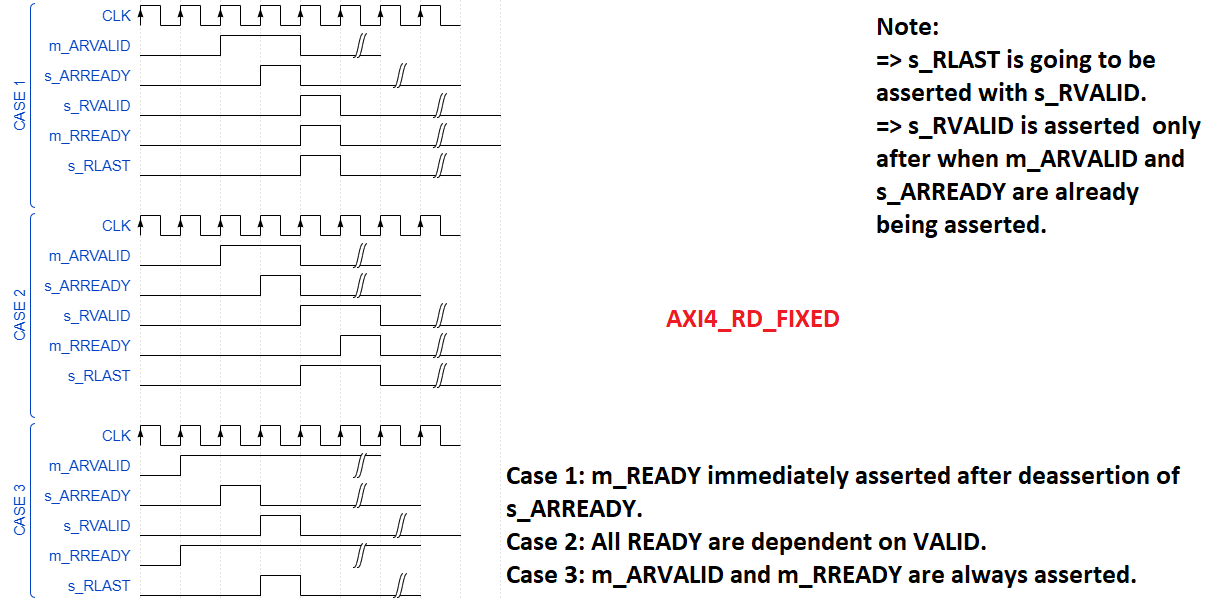 CASE 1
CLK
m_ARVALID
s_ARREADY
s_RVALID
m_RREADY
s_RLAST
CASE 2
CLK
m_ARVALID
s_ARREADY
s_RVALID
m_RREADY
s_RLAST
CASE 3
CLK
m_ARVALID
s_ARREADY
s_RVALID
m_RREADY
s_RLAST
Note:
=> s_RLAST is going to be
asserted with s_RVALID.
=> s_RVALID is asserted only
after when m_ARVALID and
s_ARREADY are already
being asserted.
AXI4_RD_FIXED
Case 1: m_READY immediately asserted after deassertion of
s_ARREADY.
Case 2: All READY are dependent on VALID.
Case 3: m_ARVALID and m_RREADY are always asserted.